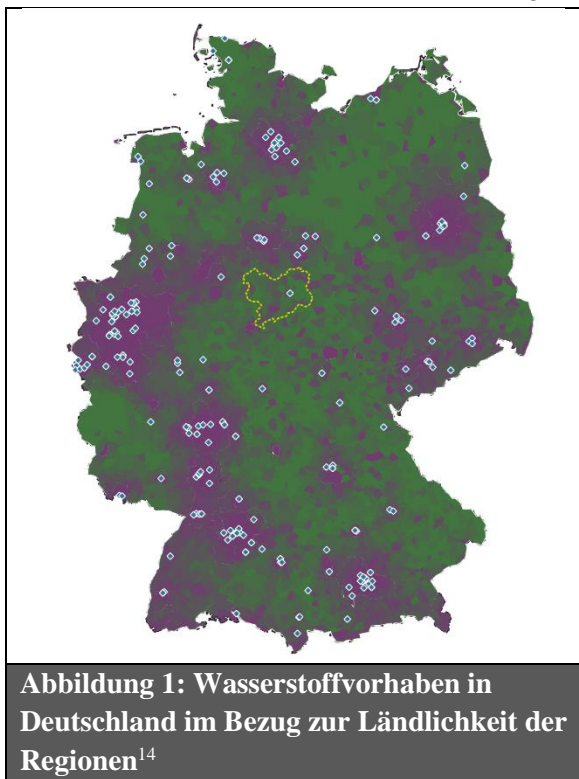 Abbildung 1: Wasserstoffvorhaben in
Deutschland im Bezug zur Ländlichkeit der
Regionen¹⁴